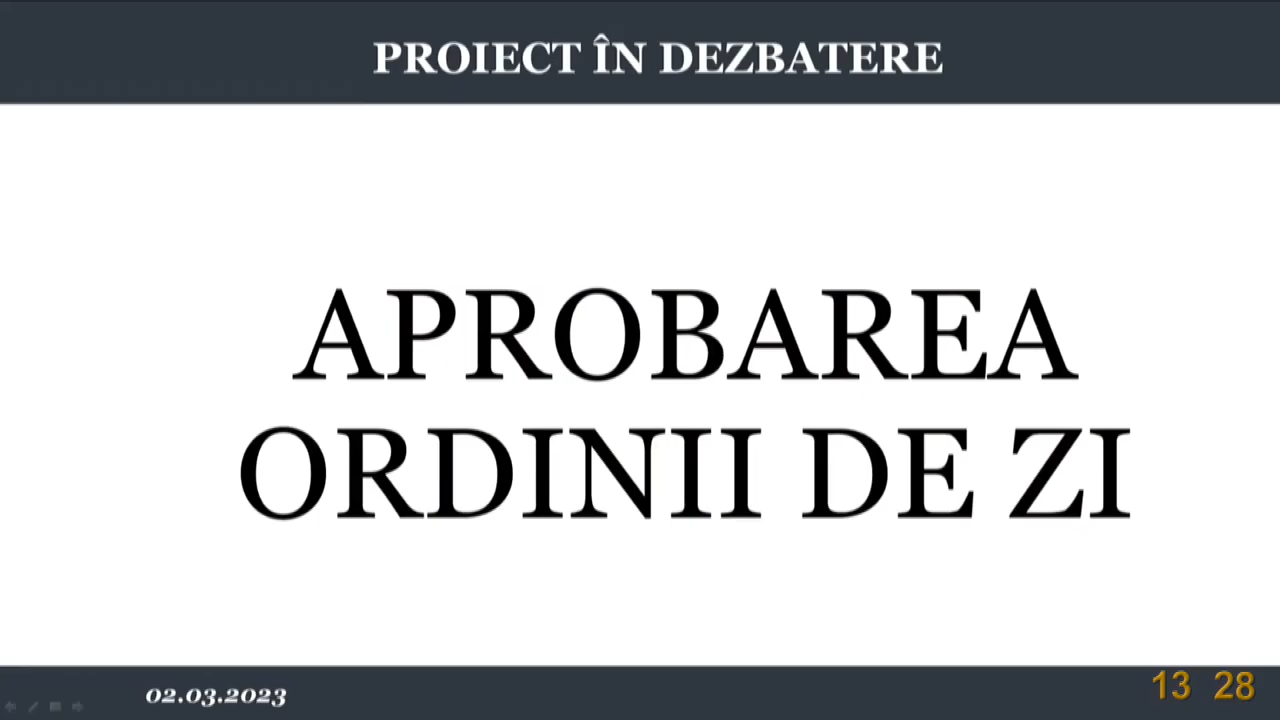 PROIECT ÎN DEZBATERE
APROBAREA
ORDINII DE ZI
02.03.2023
13 28